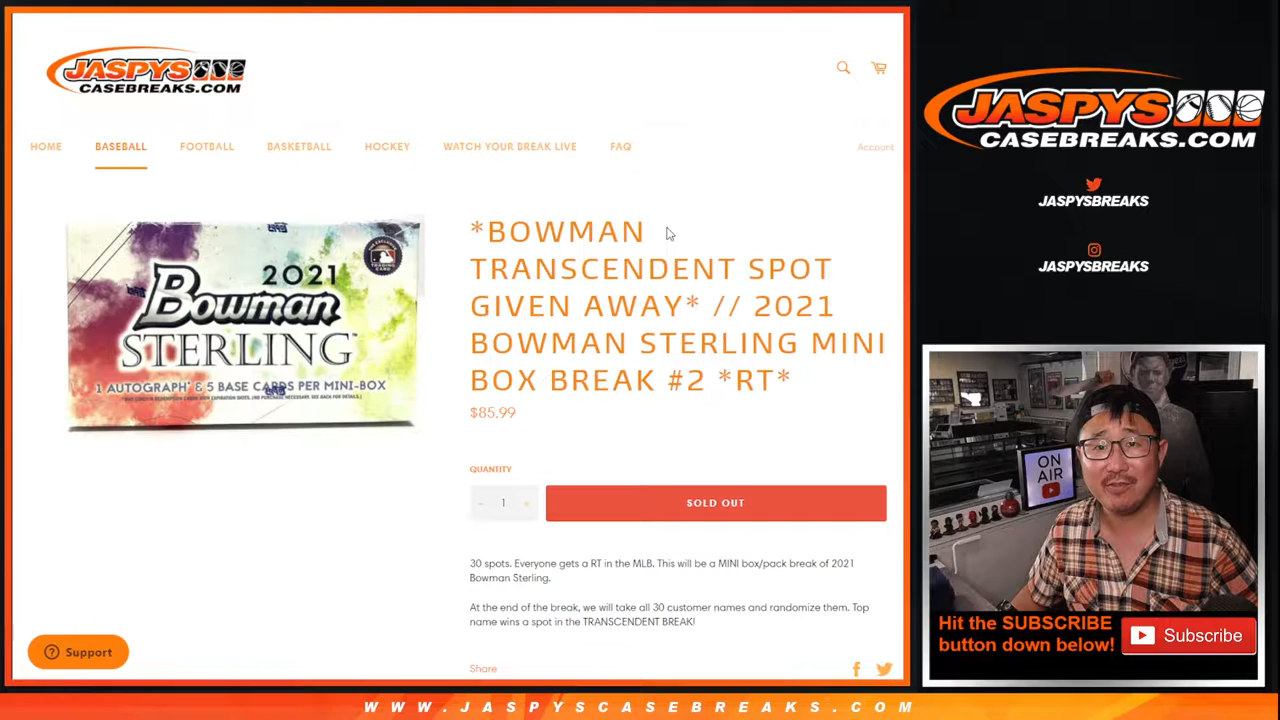 JASPYS
CASEBREAKS.COM
HOME
BASEBALL
FOOTBALL
BASKETBALL
HOCKEY
WATCH YOUR BREAK LIVE
FAQ
Account
2021
Bowman
STERLING
1 AUTOGRAPH* & 5 BASE CARDS PER MINI-BOX
*BOWMAN
TRANSCENDENT SPOT
GIVEN AWAY* // 2021
BOWMAN STERLING MINI
BOX BREAK #2 *RT*
$85.99
QUANTITY
− 1 +
SOLD OUT
30 spots. Everyone gets a RT in the MLB. This will be a MINI box/pack break of 2021
Bowman Sterling.
At the end of the break, we will take all 30 customer names and randomize them. Top
name wins a spot in the TRANSCENDENT BREAK!
Support
Share
JASPYS
CASEBREAKS.COM
JASPYSBREAKS
JASPYSBREAKS
ON
AIR
Hit the SUBSCRIBE
button down below!
Subscribe
WWW.JASPYSCASEBREAKS.COM